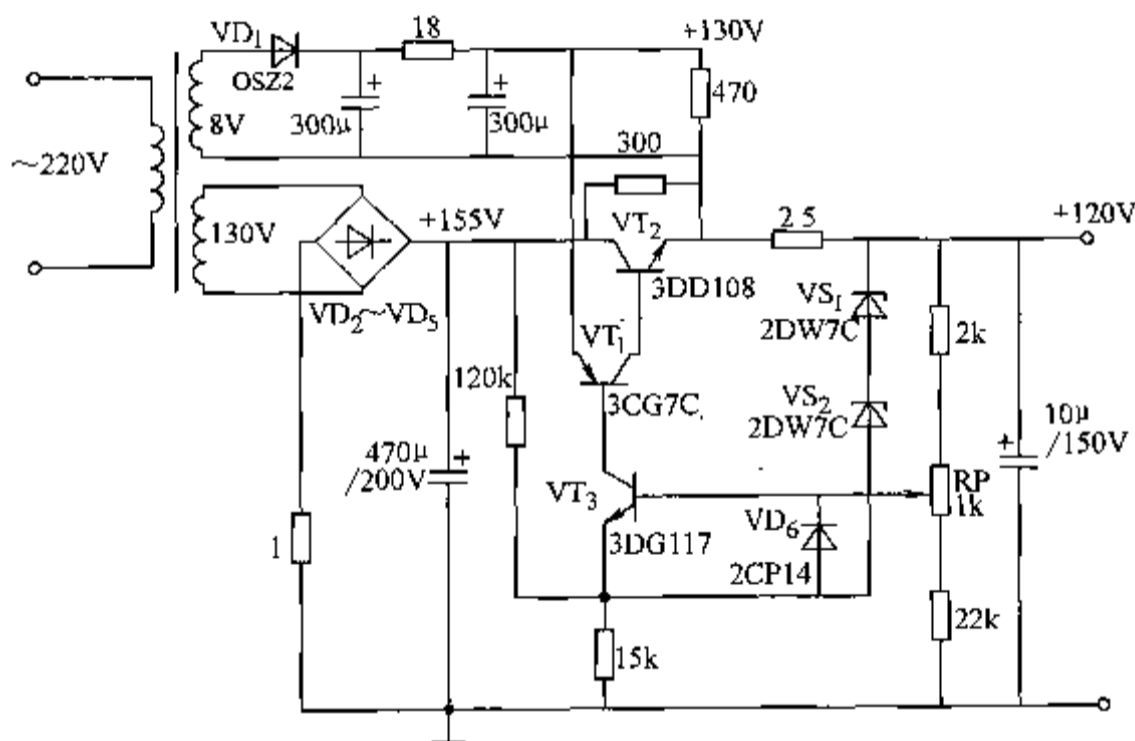 VD1
OSZ2
18
+130V
470
8V
300μ
300μ
300
~220V
130V
+155V
VT2
2 5
+120V
3DD108
VD2~VD5
VS1
2DW7C
2k
VT1
120k
3CG7C
VS2
2DW7C
10μ
/150V
470μ
/200V
VT3
RP
1k
VD6
1
3DG117
2CP14
22k
15k